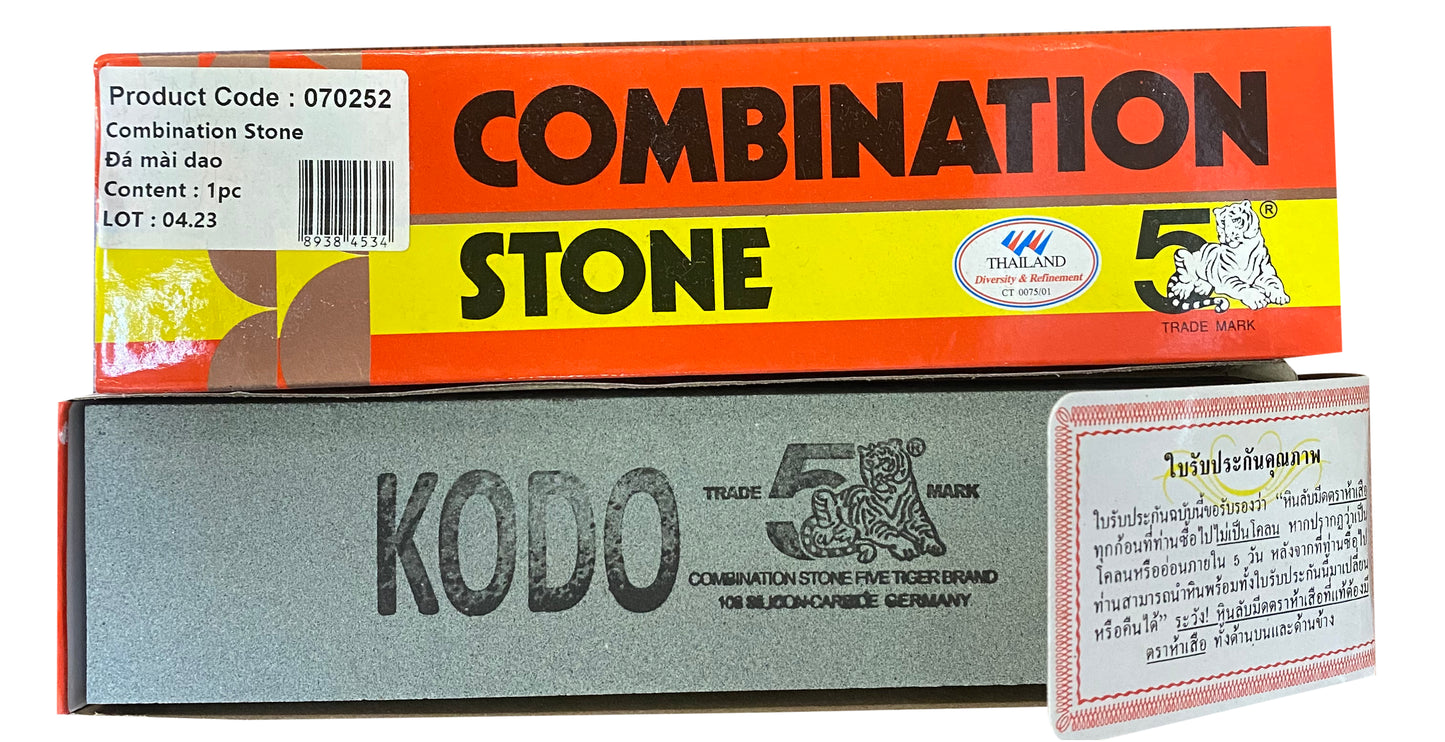 Product Code : 070252
Combination Stone
Đá mài dao
Content : 1pc
LOT : 04.23
8938 4534
COMBINATION
STONE
THAILAND
Diversity & Refinement
CT 0075/01
5 ®
TRADE MARK
KODO
TRADE 5 ® MARK
COMBINATION STONE FIVE TIGER BRAND
108 SILICON-CARBIDE GERMANY
ใบรับประกันคุณภาพ
ใบรับประกันฉบับนี้ขอรับรองว่า “หินลับมีดตราห้าเสือ
ทุกก้อนที่ท่านซื้อไปไม่เป็นโคลน หากปรากฏว่าเป็น
โคลนหรืออ่อนภายใน 5 วัน หลังจากที่ท่านซื้อไป
ท่านสามารถนำหินพร้อมทั้งใบรับประกันนี้มาเปลี่ยน
หรือคืนได้” ระวัง! หินลับมีดตราห้าเสือที่แท้ต้องมี
ตราห้าเสือ ทั้งด้านบนและด้านข้าง